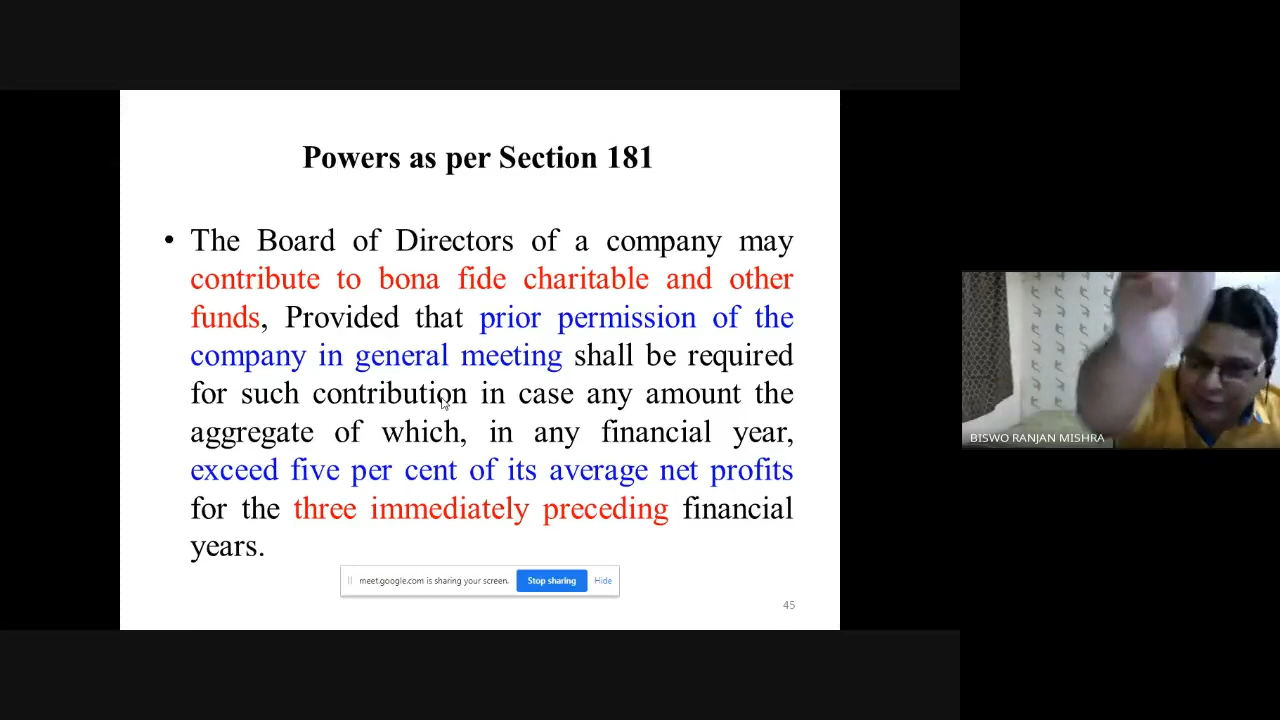 Powers as per Section 181
• The Board of Directors of a company may
contribute to bona fide charitable and other
funds, Provided that prior permission of the
company in general meeting shall be required
for such contribution in case any amount the
aggregate of which, in any financial year,
exceed five per cent of its average net profits
for the three immediately preceding financial
years.
meet.google.com is sharing your screen. Stop sharing Hide
45
BISWO RANJAN MISHRA